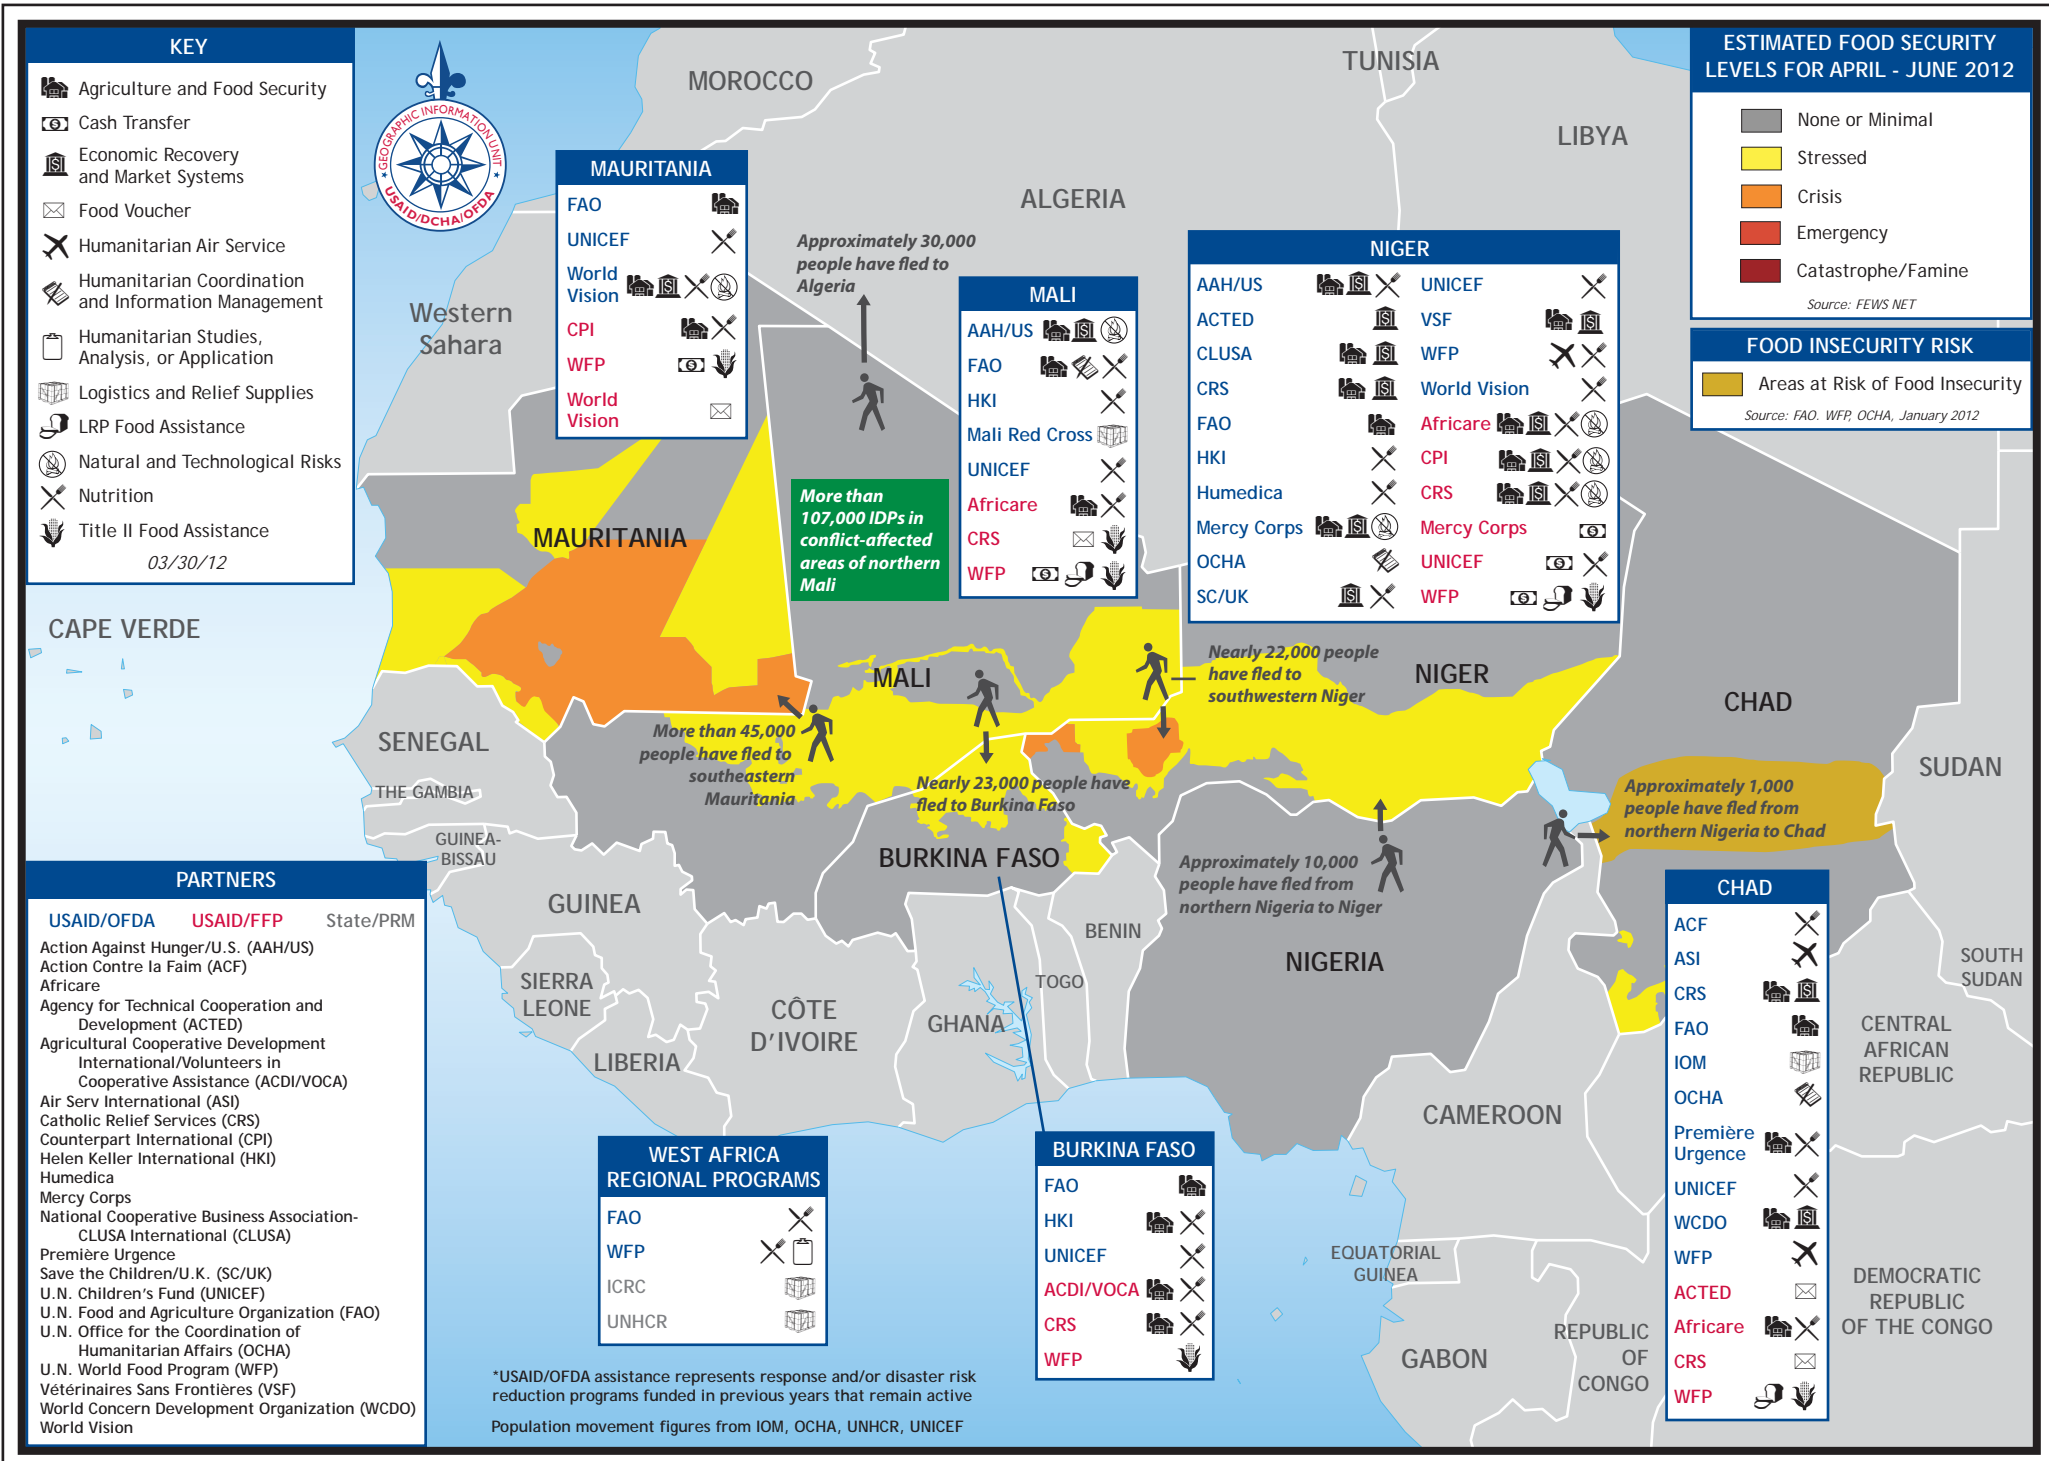 KEY
Agriculture and Food Security
Cash Transfer
Economic Recovery
and Market Systems
Food Voucher
Humanitarian Air Service
Humanitarian Coordination
and Information Management
Humanitarian Studies,
Analysis, or Application
Logistics and Relief Supplies
LRP Food Assistance
Natural and Technological Risks
Nutrition
Title II Food Assistance
03/30/12
GEOGRAPHIC INFORMATION UNIT
USAID/DCHA/OFDA
MOROCCO
TUNISIA
LIBYA
ALGERIA
Western
Sahara
ESTIMATED FOOD SECURITY
LEVELS FOR APRIL - JUNE 2012
None or Minimal
Stressed
Crisis
Emergency
Catastrophe/Famine
Source: FEWS NET
FOOD INSECURITY RISK
Areas at Risk of Food Insecurity
Source: FAO. WFP, OCHA, January 2012
MAURITANIA
FAO
UNICEF
World
Vision
CPI
WFP
World
Vision
Approximately 30,000
people have fled to
Algeria
MALI
AAH/US
FAO
HKI
Mali Red Cross
UNICEF
Africare
CRS
WFP
NIGER
AAH/US
ACTED
CLUSA
CRS
FAO
HKI
Humedica
Mercy Corps
OCHA
SC/UK
UNICEF
VSF
WFP
World Vision
Africare
CPI
CRS
Mercy Corps
UNICEF
WFP
More than
107,000 IDPs in
conflict-affected
areas of northern
Mali
MAURITANIA
CAPE VERDE
MALI
NIGER
CHAD
SUDAN
Nearly 22,000 people
have fled to
southwestern Niger
More than 45,000
people have fled to
southeastern
Mauritania
Nearly 23,000 people have
fled to Burkina Faso
Approximately 1,000
people have fled from
northern Nigeria to Chad
Approximately 10,000
people have fled from
northern Nigeria to Niger
SENEGAL
THE GAMBIA
GUINEA-
BISSAU
GUINEA
SIERRA
LEONE
LIBERIA
CÔTE
D'IVOIRE
BURKINA FASO
GHANA
TOGO
BENIN
NIGERIA
CAMEROON
EQUATORIAL
GUINEA
GABON
REPUBLIC
OF
CONGO
SOUTH
SUDAN
CENTRAL
AFRICAN
REPUBLIC
DEMOCRATIC
REPUBLIC
OF THE CONGO
PARTNERS
USAID/OFDA USAID/FFP State/PRM
Action Against Hunger/U.S. (AAH/US)
Action Contre la Faim (ACF)
Africare
Agency for Technical Cooperation and
Development (ACTED)
Agricultural Cooperative Development
International/Volunteers in
Cooperative Assistance (ACDI/VOCA)
Air Serv International (ASI)
Catholic Relief Services (CRS)
Counterpart International (CPI)
Helen Keller International (HKI)
Humedica
Mercy Corps
National Cooperative Business Association-
CLUSA International (CLUSA)
Première Urgence
Save the Children/U.K. (SC/UK)
U.N. Children's Fund (UNICEF)
U.N. Food and Agriculture Organization (FAO)
U.N. Office for the Coordination of
Humanitarian Affairs (OCHA)
U.N. World Food Program (WFP)
Vétérinaires Sans Frontières (VSF)
World Concern Development Organization (WCDO)
World Vision
WEST AFRICA
REGIONAL PROGRAMS
FAO
WFP
ICRC
UNHCR
BURKINA FASO
FAO
HKI
UNICEF
ACDI/VOCA
CRS
WFP
CHAD
ACF
ASI
CRS
FAO
IOM
OCHA
Première
Urgence
UNICEF
WCDO
WFP
ACTED
Africare
CRS
WFP
*USAID/OFDA assistance represents response and/or disaster risk
reduction programs funded in previous years that remain active
Population movement figures from IOM, OCHA, UNHCR, UNICEF